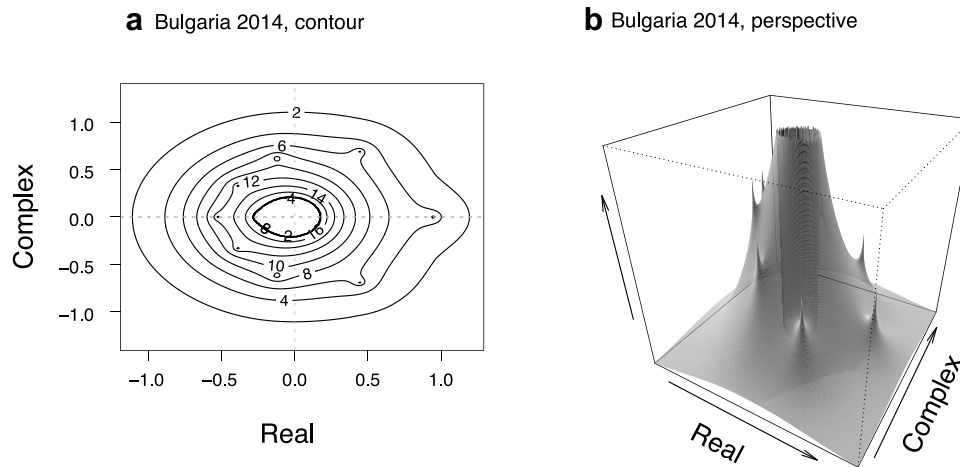 a Bulgaria 2014, contour
b Bulgaria 2014, perspective
Complex
1.0
0.5
0.0
−0.5
−1.0
2
6
12
14
4
8
2
16
10
8
4
−1.0 −0.5 0.0 0.5 1.0
Real
Real
Complex